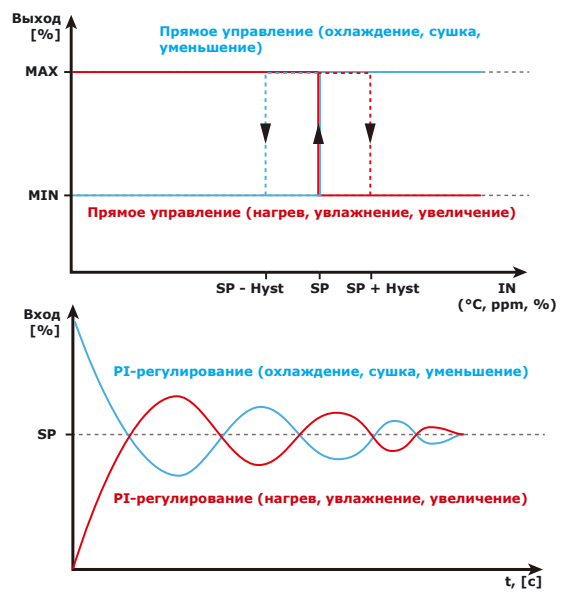 Выход
[%]
Прямое управление (охлаждение, сушка,
уменьшение)
MAX
MIN
Прямое управление (нагрев, увлажнение, увеличение)
SP - Hyst
SP
SP + Hyst
IN
(°C, ppm, %)
Вход
[%]
PI-регулирование (охлаждение, сушка, уменьшение)
SP
PI-регулирование (нагрев, увлажнение, увеличение)
t, [c]